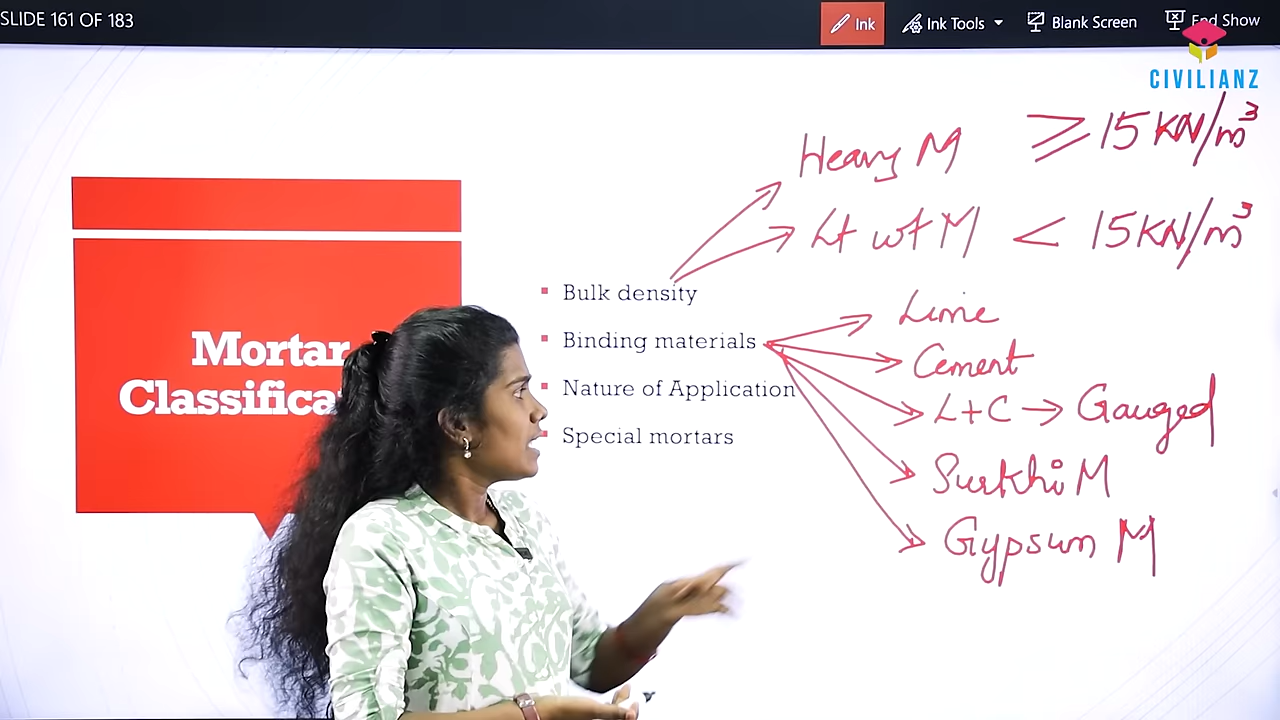 SLIDE 161 OF 183
Ink
Ink Tools
Blank Screen
End Show
CIVILIANZ
Heavy M ≥ 15 KN/m³
Lt wt M < 15 KN/m³
Mortar
Classifica
Bulk density
Binding materials
Nature of Application
Special mortars
Lime
Cement
L+C → Gauged
Surkhi M
Gypsum M